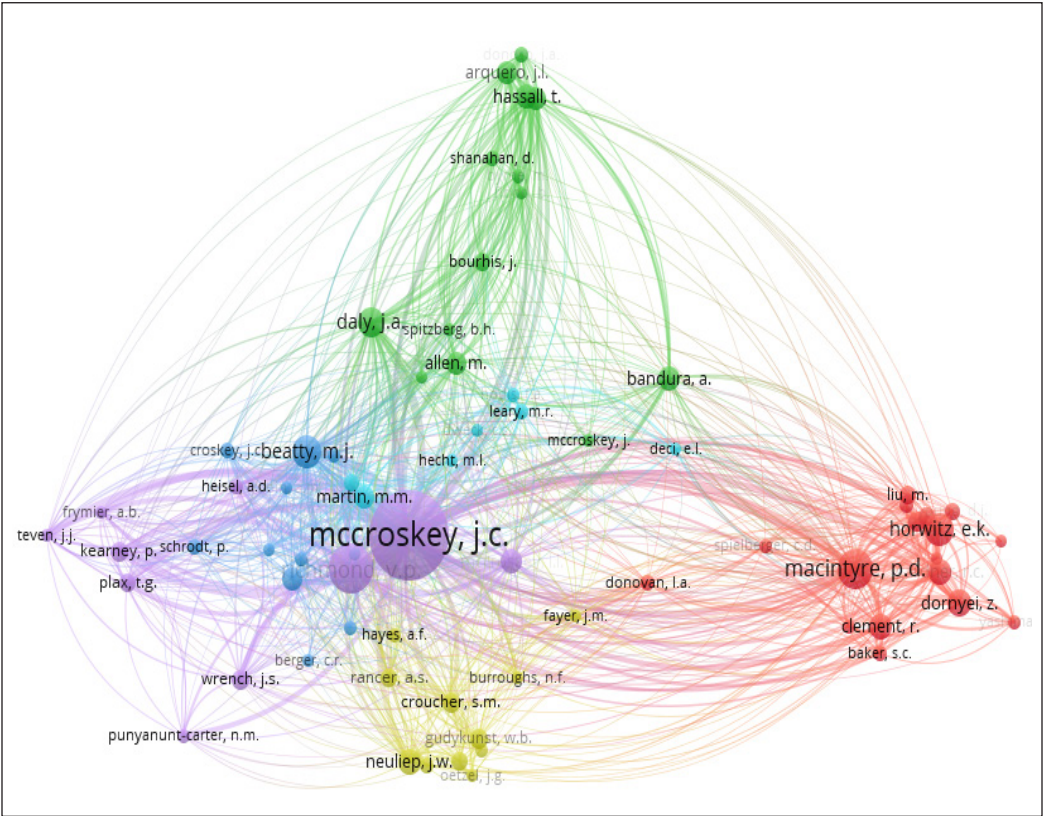 arquero, j.l.
hassall, t.
shanahan, d.
bourhis, j.
daly, j.a.
spitzberg, b.h.
allen, m.
bandura, a.
leary, m.r.
mccroskey, j.
deci, e.l.
croskey, j.c.
beatty, m.j.
hecht, m.l.
heisel, a.d.
martin, m.m.
liu, m.
frymier, a.b.
teven, j.j.
mccroskey, j.c.
horwitz, e.k.
kearney, p.
schrodt, p.
spielberger, c.d.
plax, t.g.
macintyre, p.d.
donovan, l.a.
dornyei, z.
fayer, j.m.
clement, r.
hayes, a.f.
baker, s.c.
berger, c.r.
wrench, j.s.
rancer, a.s.
burroughs, n.f.
croucher, s.m.
punyanunt-carter, n.m.
gudykunst, w.b.
neuliep, j.w.
oetzel, j.g.